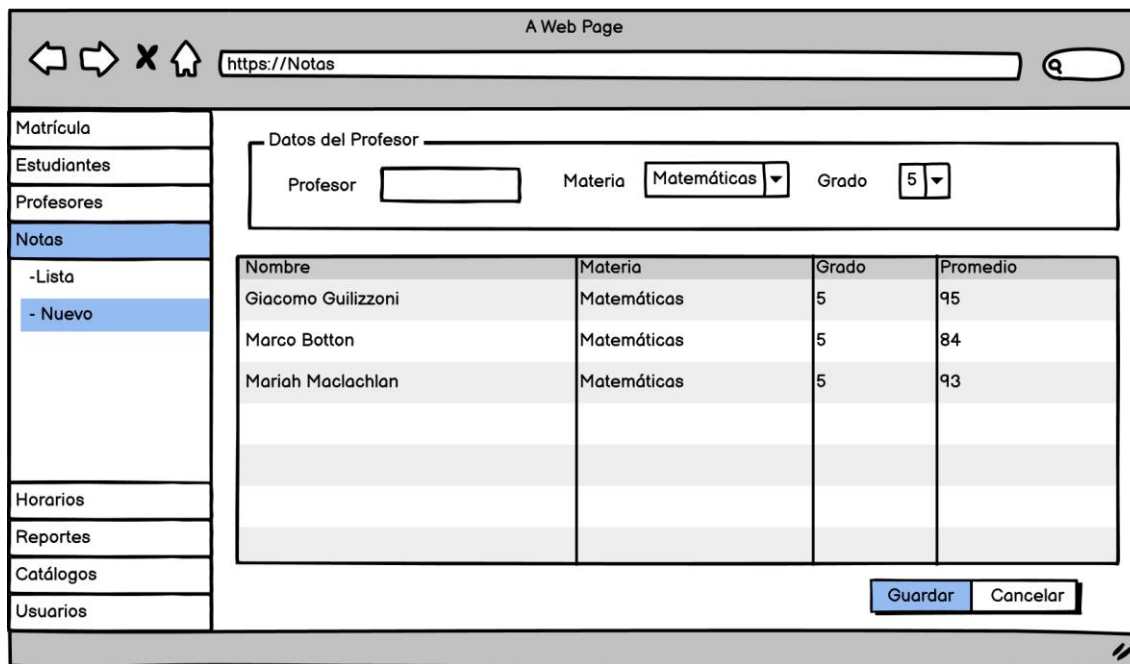 A Web Page
https://Notas
Matrícula
Estudiantes
Profesores
Notas
-Lista
- Nuevo
Horarios
Reportes
Catálogos
Usuarios
Datos del Profesor
Profesor Materia Matemáticas Grado 5
Nombre Materia Grado Promedio
Giacomo Guilizzoni Matemáticas 5 95
Marco Botton Matemáticas 5 84
Mariah Maclachlan Matemáticas 5 93
Guardar Cancelar